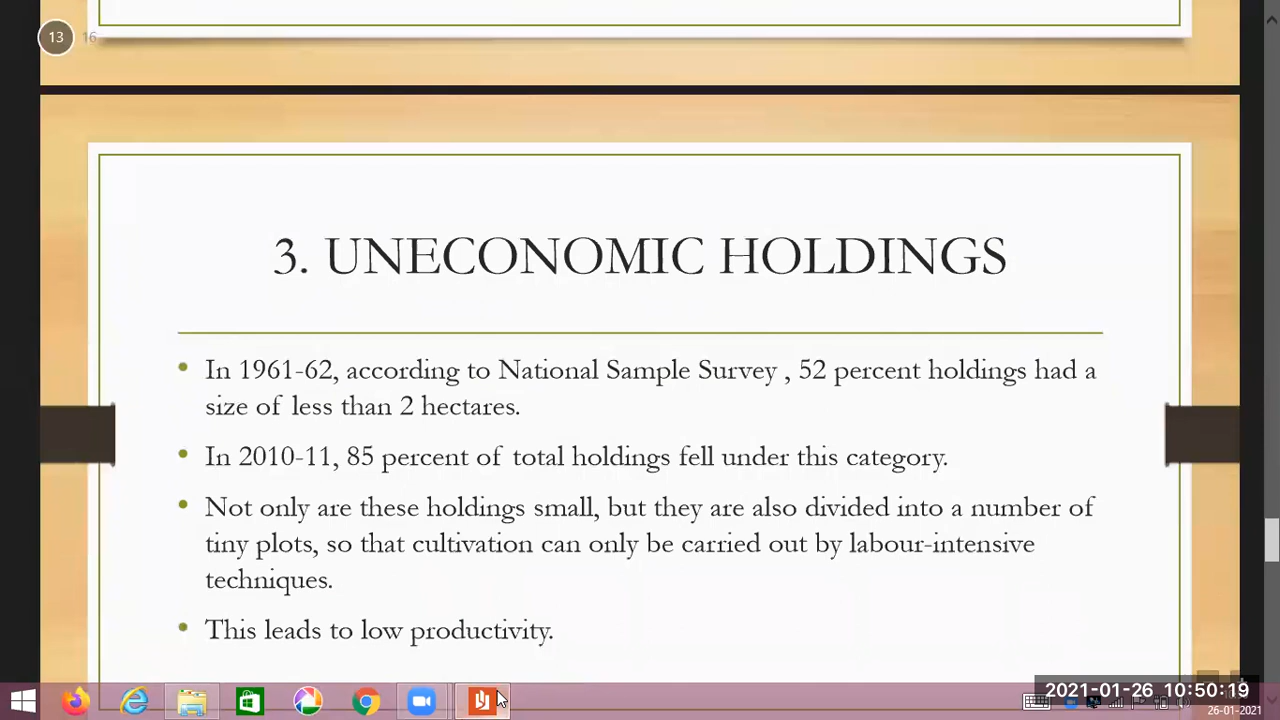 13 16
3. UNECONOMIC HOLDINGS
• In 1961-62, according to National Sample Survey , 52 percent holdings had a
size of less than 2 hectares.
• In 2010-11, 85 percent of total holdings fell under this category.
• Not only are these holdings small, but they are also divided into a number of
tiny plots, so that cultivation can only be carried out by labour-intensive
techniques.
• This leads to low productivity.
2021-01-26 10:50:19
26-01-2021